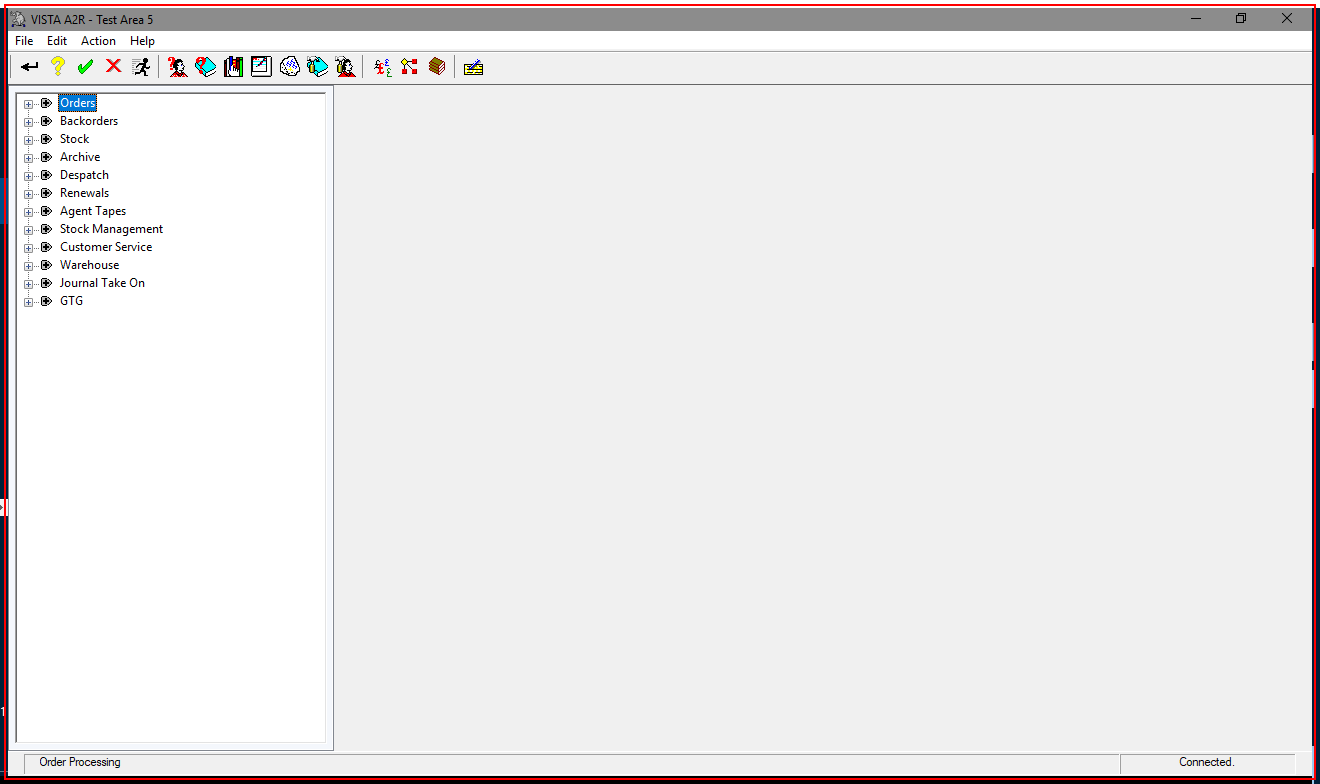 VISTA A2R - Test Area 5
File Edit Action Help
Orders
Backorders
Stock
Archive
Despatch
Renewals
Agent Tapes
Stock Management
Customer Service
Warehouse
Journal Take On
GTG
Order Processing Connected.